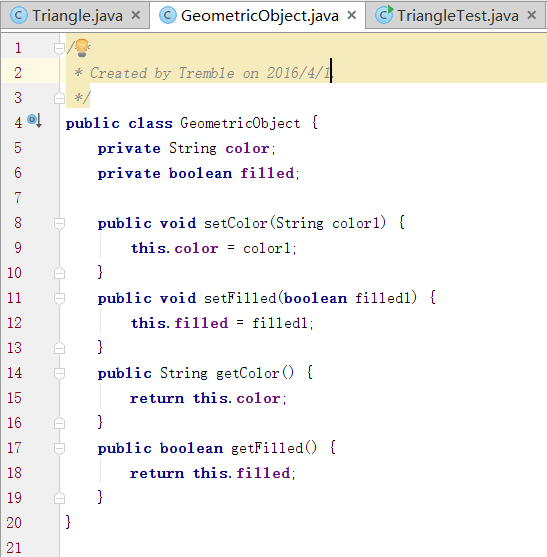 Triangle.java GeometricObject.java TriangleTest.java
1 /**
2 * Created by Tremble on 2016/4/1.
3 */
4 public class GeometricObject {
5 private String color;
6 private boolean filled;
7
8 public void setColor(String color1) {
9 this.color = color1;
10 }
11 public void setFilled(boolean filled1) {
12 this.filled = filled1;
13 }
14 public String getColor() {
15 return this.color;
16 }
17 public boolean getFilled() {
18 return this.filled;
19 }
20 }
21